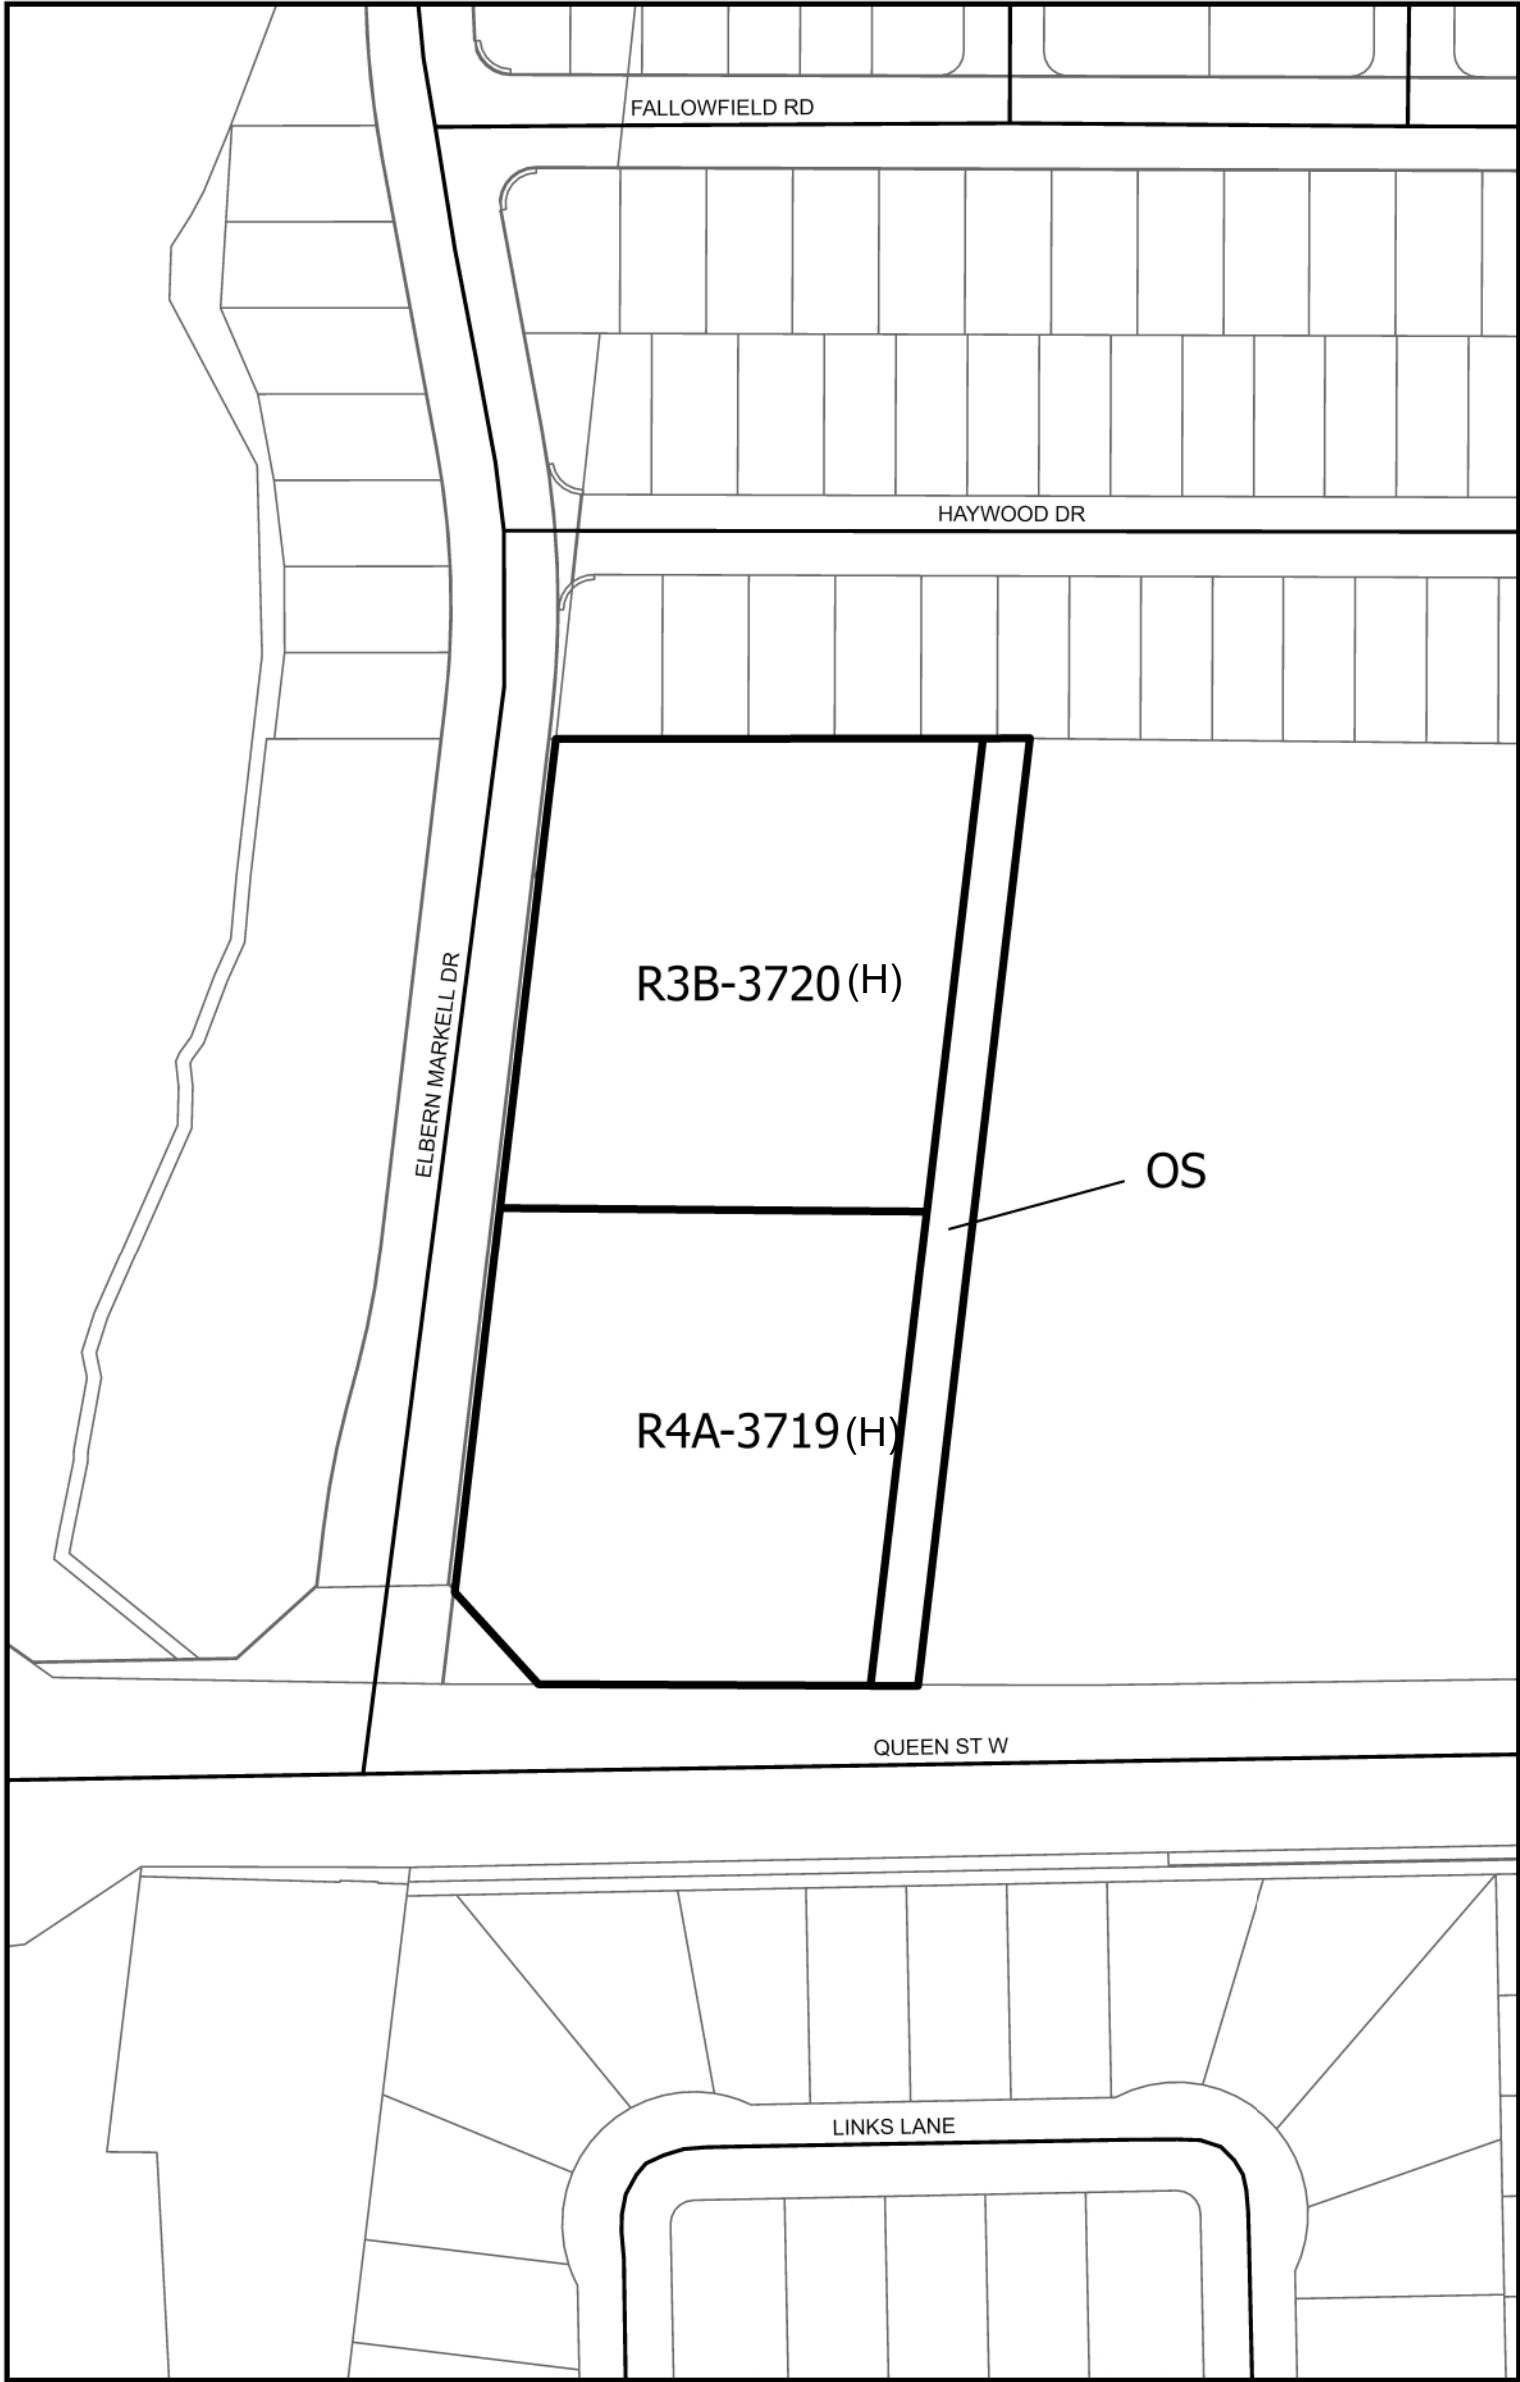 FALLOWFIELD RD
HAYWOOD DR
R3B-3720(H)
ELBERN MARKELL DR
OS
R4A-3719(H)
QUEEN ST W
LINKS LANE